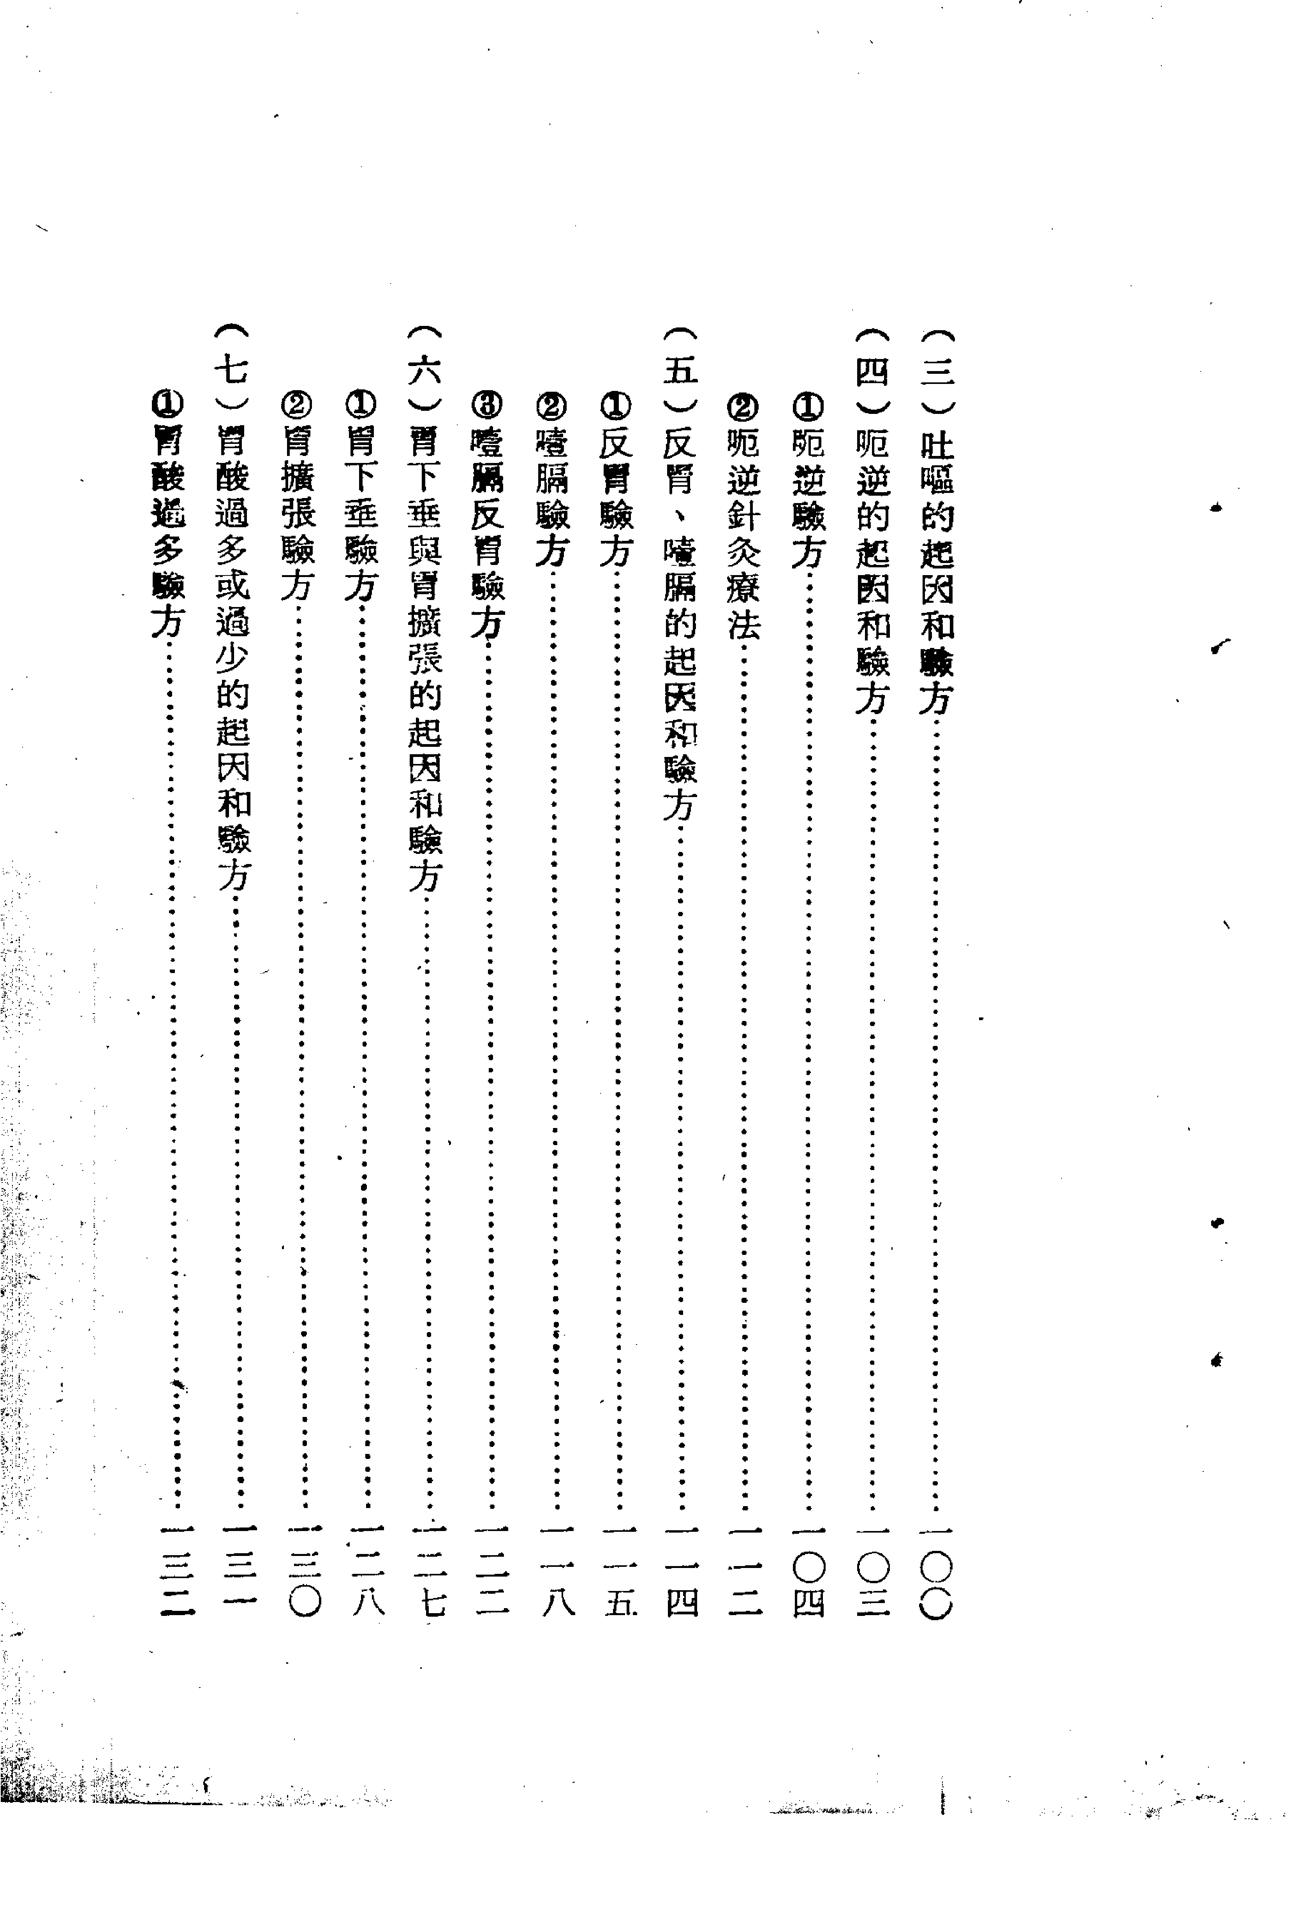 (三)吐嘔的起因和驗方…………一〇〇
(四)呃逆的起因和驗方…………一〇三
①呃逆驗方…………一〇四
②呃逆針灸療法…………一一二
(五)反胃、噎膈的起因和驗方…………一一四
①反胃驗方…………一一五
②噎膈驗方…………一一八
③噎膈反胃驗方…………一二二
(六)胃下垂與胃擴張的起因和驗方…………一二七
①胃下垂驗方…………一二八
②胃擴張驗方…………一三〇
(七)胃酸過多或過少的起因和驗方…………一三一
①胃酸過多驗方…………一三二